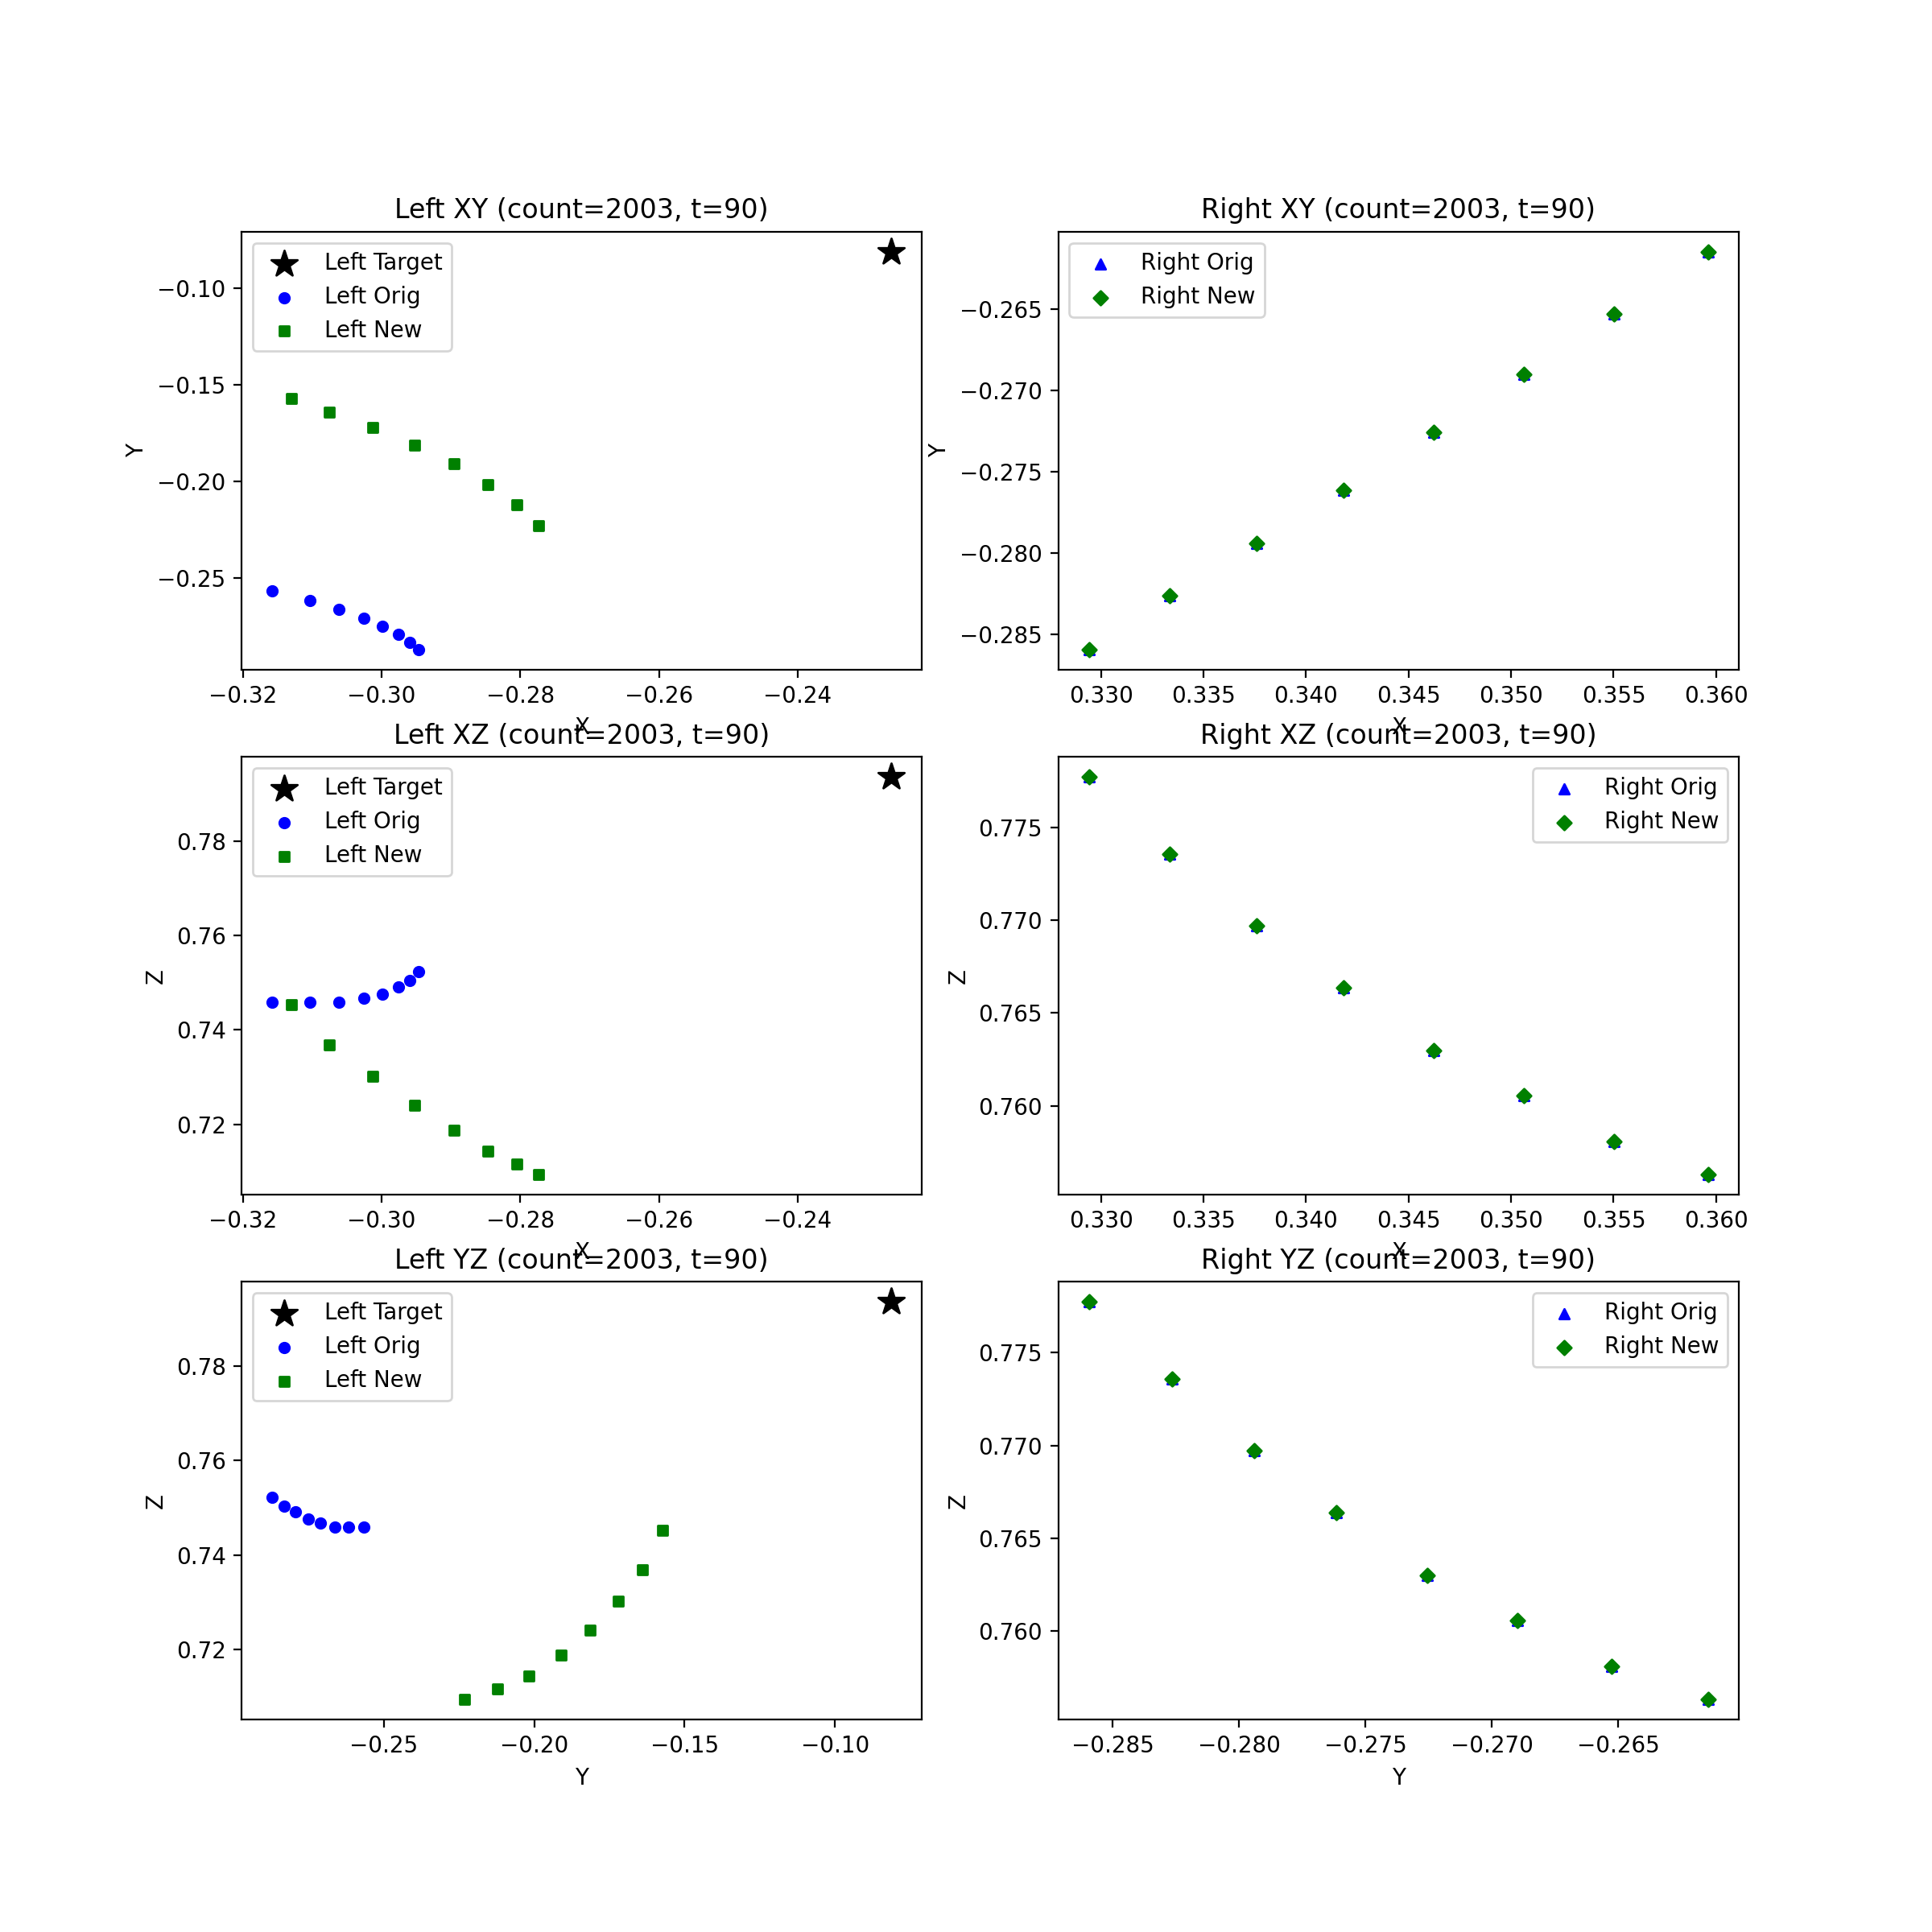 Left XY (count=2003, t=90)
Left Target
Left Orig
Left New
−0.10
−0.15
−0.20
−0.25
Y
−0.32
−0.30
−0.28
−0.26
−0.24
X
Right XY (count=2003, t=90)
Right Orig
Right New
−0.265
−0.270
−0.275
−0.280
−0.285
Y
0.330
0.335
0.340
0.345
0.350
0.355
0.360
X
Left XZ (count=2003, t=90)
Left Target
Left Orig
Left New
0.78
0.76
0.74
0.72
Z
−0.32
−0.30
−0.28
−0.26
−0.24
X
Right XZ (count=2003, t=90)
Right Orig
Right New
0.775
0.770
0.765
0.760
Z
0.330
0.335
0.340
0.345
0.350
0.355
0.360
X
Left YZ (count=2003, t=90)
Left Target
Left Orig
Left New
0.78
0.76
0.74
0.72
Z
−0.25
−0.20
−0.15
−0.10
Y
Right YZ (count=2003, t=90)
Right Orig
Right New
0.775
0.770
0.765
0.760
Z
−0.285
−0.280
−0.275
−0.270
−0.265
Y